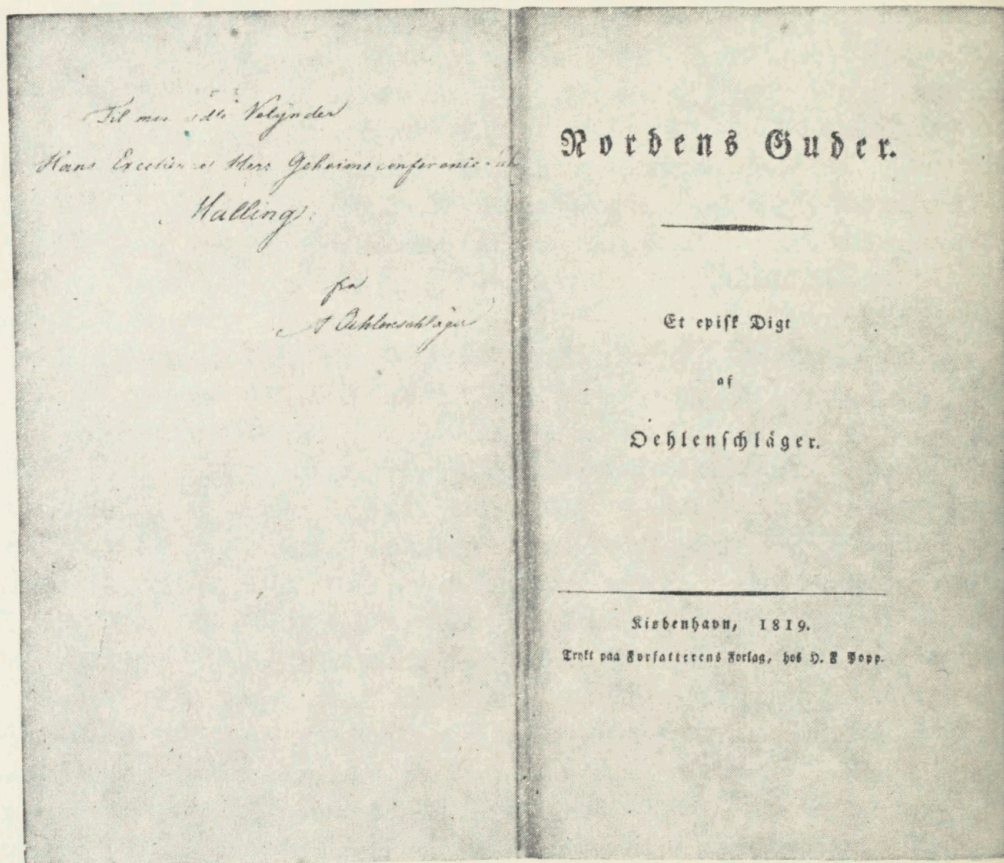 Til min ædle Velynder
Hans Excellence Herr Geheimeconferenceraad
Malling.
fra
A Oehlenschläger
Nordens Guder.
Et episk Digt
af
Oehlenschläger.
Kiøbenhavn, 1819.
Trykt paa Forfatterens Forlag, hos H. F Popp.